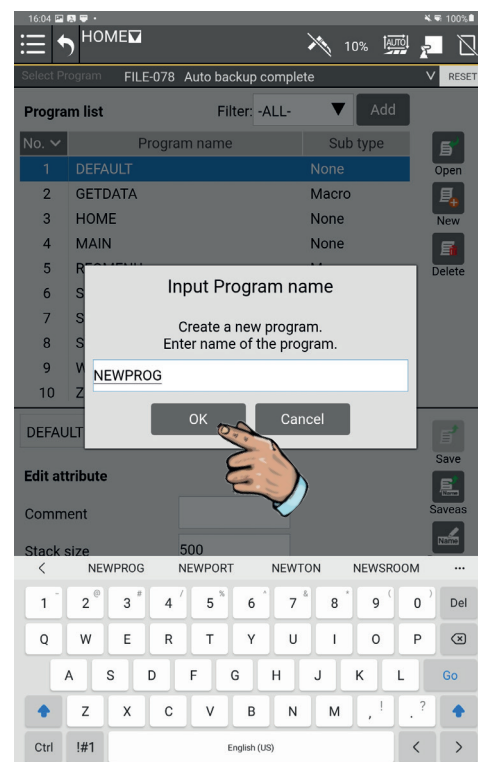 16:04 100%
HOME 10% AUTO
Select Program FILE-078 Auto backup complete RESET
Program list Filter: -ALL- Add
No. Program name Sub type
1 DEFAULT None Open
2 GETDATA Macro
3 HOME None New
4 MAIN None
5 Delete
6 S
7 S
8 S
9 W
10 Z
Input Program name
Create a new program.
Enter name of the program.
NEWPROG
OK Cancel
DEFAULT
Save
Edit attribute
Comment Saveas
Name
Stack size 500
< NEWPROG NEWPORT NEWTON NEWSROOM ...
1 - 2 @ 3 # 4 / 5 % 6 ^ 7 & 8 * 9 ( 0 ) Del
Q W E R T Y U I O P
A S D F G H J K L Go
Z X C V B N M , ! . ?
Ctrl !#1 English (US) < >